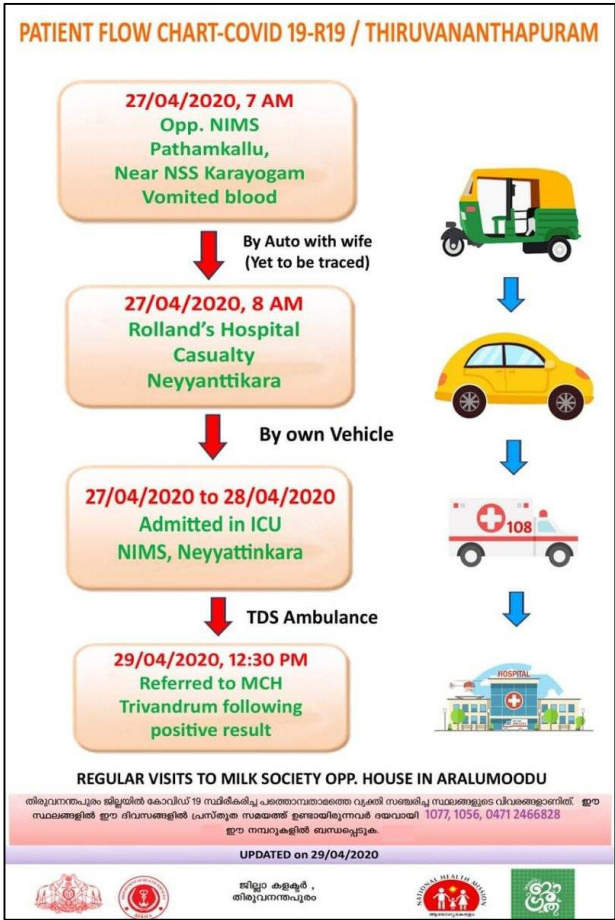 PATIENT FLOW CHART-COVID 19-R19 / THIRUVANANTHAPURAM
27/04/2020, 7 AM
Opp. NIMS
Pathamkallu,
Near NSS Karayogam
Vomited blood
By Auto with wife
(Yet to be traced)
27/04/2020, 8 AM
Rolland's Hospital
Casualty
Neyyanttikara
By own Vehicle
27/04/2020 to 28/04/2020
Admitted in ICU
NIMS, Neyyattinkara
108
TDS Ambulance
29/04/2020, 12:30 PM
Referred to MCH
Trivandrum following
positive result
HOSPITAL
REGULAR VISITS TO MILK SOCIETY OPP. HOUSE IN ARALUMOODU
തിരുവനന്തപുരം ജില്ലയിൽ കോവിഡ് 19 സ്ഥിരീകരിച്ച പത്തൊമ്പതാമത്തെ വ്യക്തി സഞ്ചരിച്ച സ്ഥലങ്ങളുടെ വിവരങ്ങളാണിത്. ഈ
സ്ഥലങ്ങളിൽ ഈ ദിവസങ്ങളിൽ പ്രസ്തുത സമയത്ത് ഉണ്ടായിരുന്നവർ ദയവായി 1077, 1056, 0471 2466828
ഈ നമ്പറുകളിൽ ബന്ധപ്പെടുക.
UPDATED on 29/04/2020
ജില്ലാ കളക്ടർ ,
തിരുവനന്തപുരം
NATIONAL HEALTH MISSION
ആരോഗ്യകേരളം